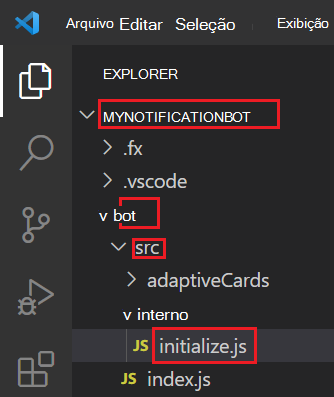 Arquivo Editar Seleção Exibição
EXPLORER
MYNOTIFICATIONBOT
.fx
.vscode
v bot
src
adaptiveCards
v interno
JS initialize.js
JS index.js